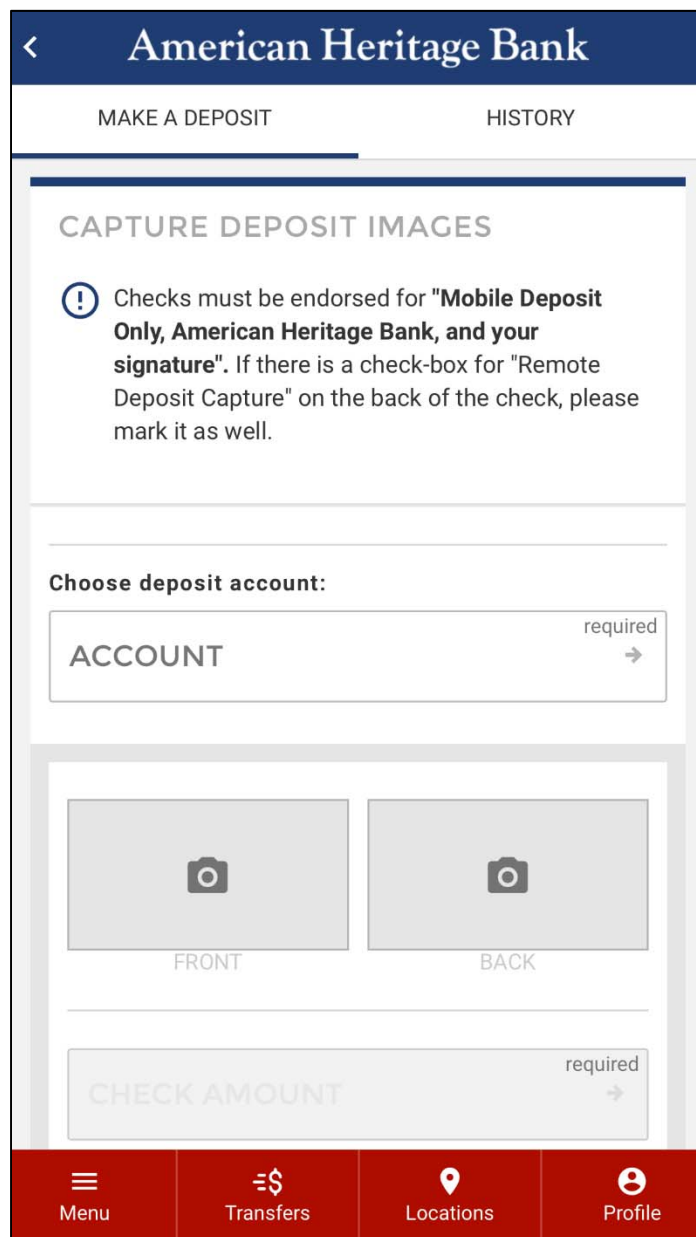 American Heritage Bank
MAKE A DEPOSIT
HISTORY
CAPTURE DEPOSIT IMAGES
Checks must be endorsed for "Mobile Deposit
Only, American Heritage Bank, and your
signature". If there is a check-box for "Remote
Deposit Capture" on the back of the check, please
mark it as well.
Choose deposit account:
required
ACCOUNT
FRONT
BACK
required
CHECK AMOUNT
Menu
Transfers
Locations
Profile